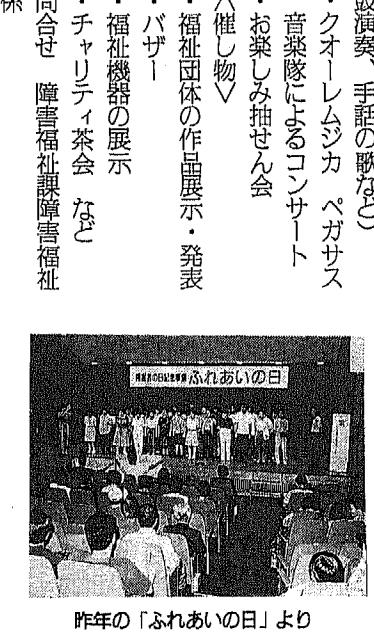 鼓演奏、手話の歌など）
・クオーレムジカ　ペガサス
音楽隊によるコンサート
・お楽しみ抽せん会
＜催し物＞
・福祉団体の作品展示・発表
・バザー
・福祉機器の展示
・チャリティ茶会　など
問合せ　障害福祉課障害福祉
係
ふれあいの日
昨年の「ふれあいの日」より